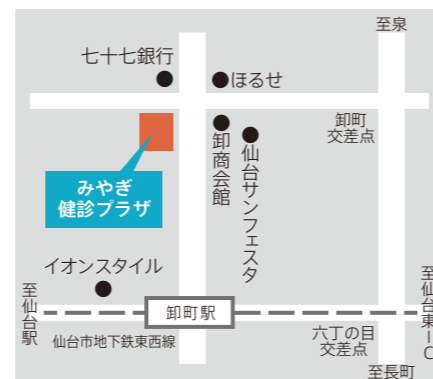 至泉
七十七銀行
ほるせ
卸町
交差点
卸商会館
仙台サンフェスタ
みやぎ
健診プラザ
イオンスタイル
至仙台駅
卸町駅
至仙台東IC
仙台市地下鉄東西線
六丁の目
交差点
至長町